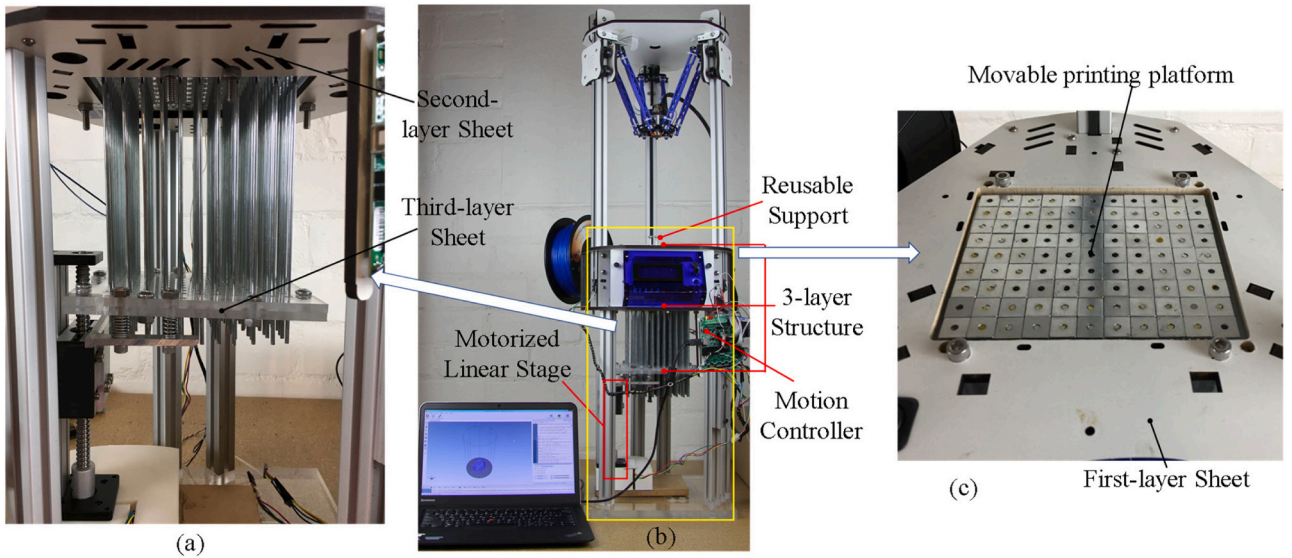 Second-
layer Sheet
Third-layer
Sheet
(a)
Reusable
Support
3-layer
Structure
Motorized
Linear Stage
Motion
Controller
(b)
Movable printing platform
First-layer Sheet
(c)